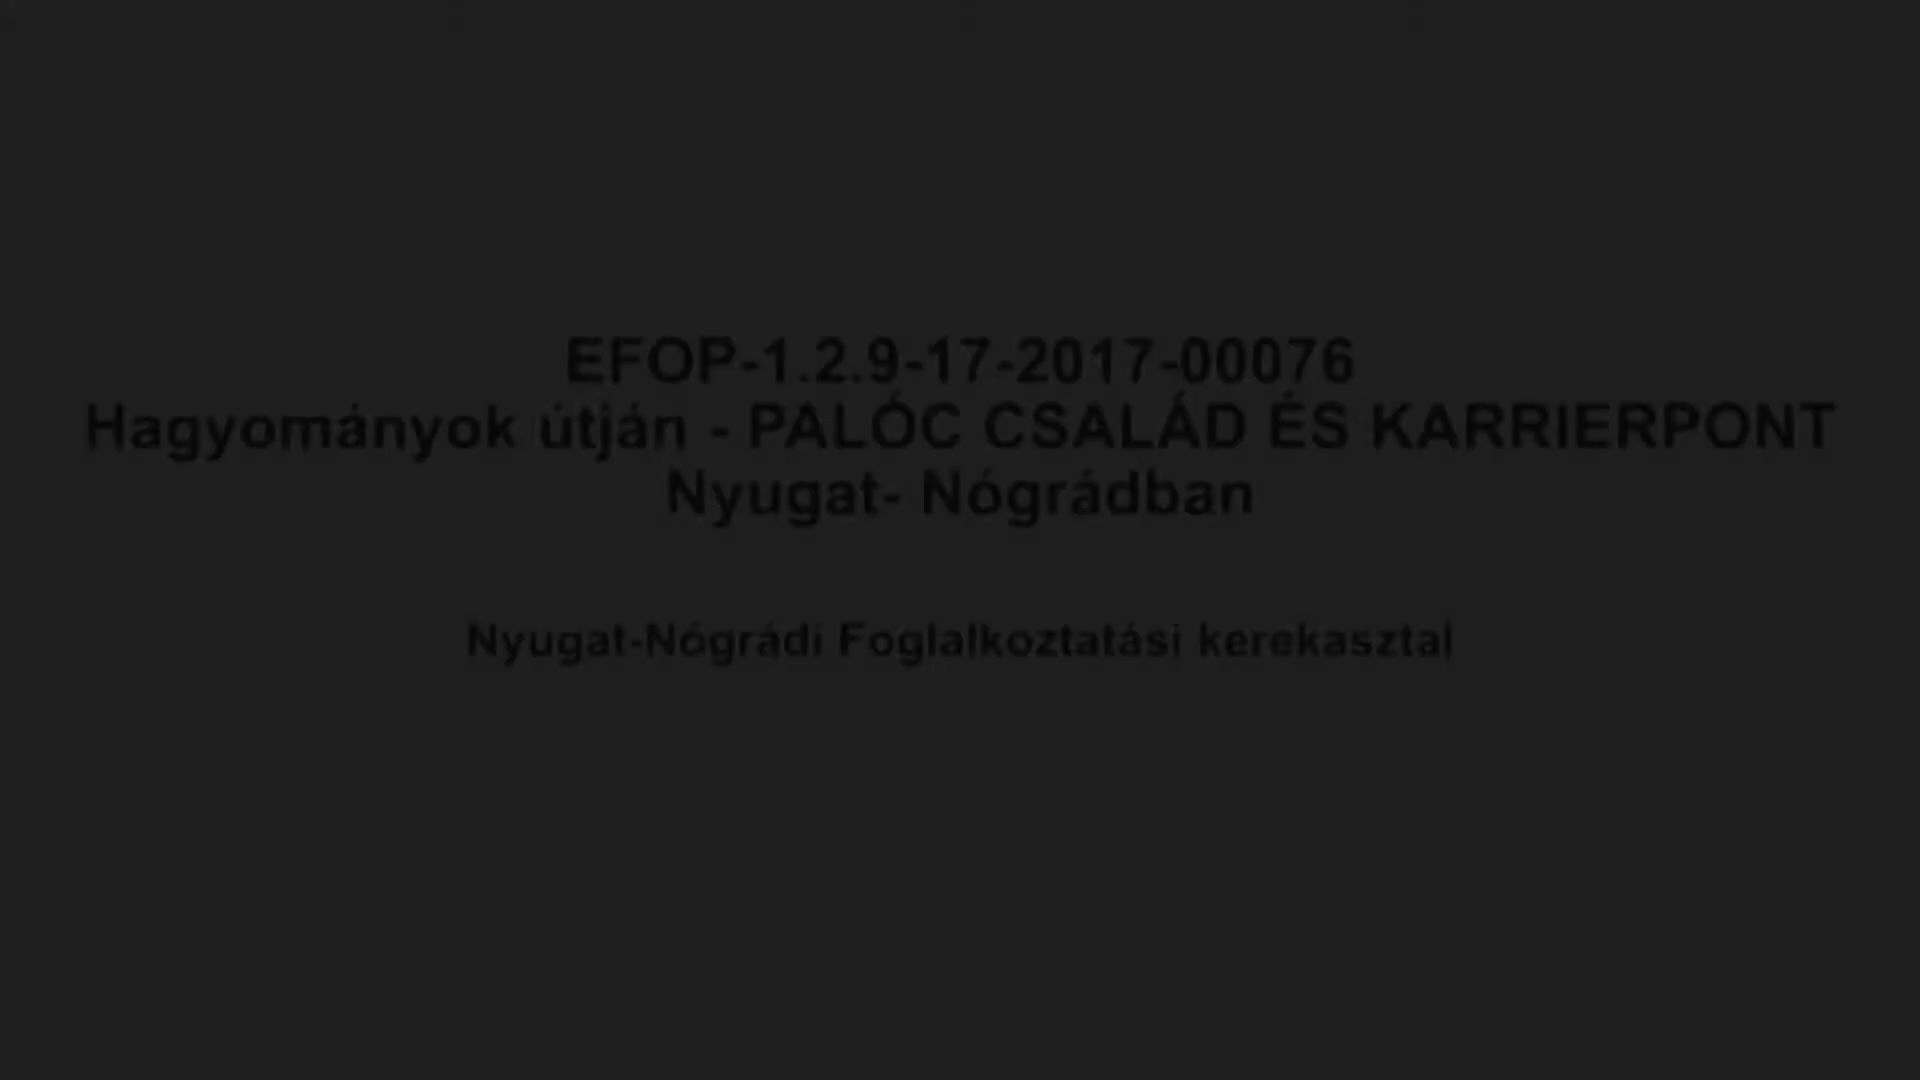 EFOP-1.2.9-17-2017-00076
Hagyományok útján - PALÓC CSALÁD ÉS KARRIERPONT
Nyugat- Nógrádban
Nyugat-Nógrádi Foglalkoztatási kerekasztal